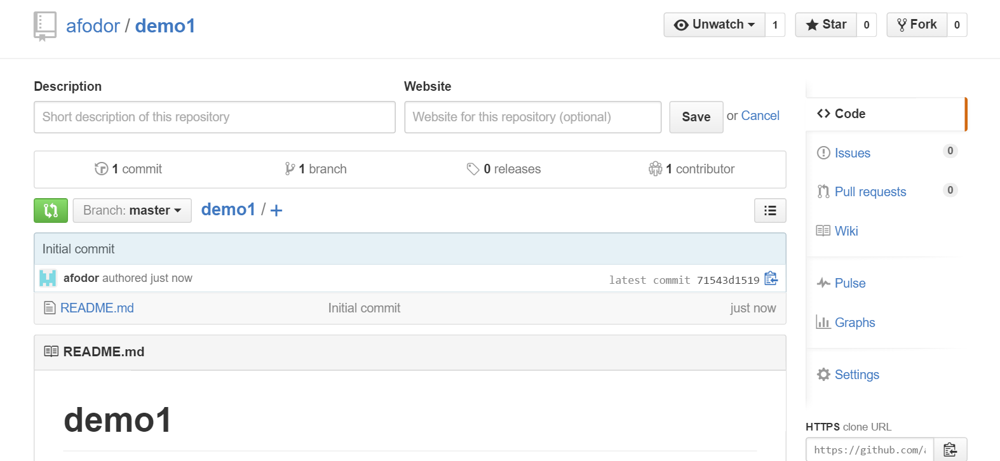 afodor / demo1
Unwatch 1
Star 0
Fork 0
Description
Website
Short description of this repository
Website for this repository (optional)
Save or Cancel
1 commit
1 branch
0 releases
1 contributor
Branch: master
demo1 / +
Initial commit
afodor authored just now
latest commit 71543d1519
README.md
Initial commit
just now
README.md
demo1
Code
Issues 0
Pull requests 0
Wiki
Pulse
Graphs
Settings
HTTPS clone URL
https://github.com/